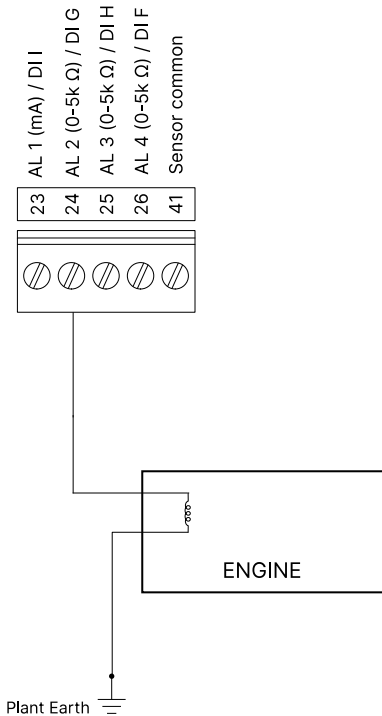 AL 1 (mA) / DI I
AL 2 (0-5k Ω) / DI G
AL 3 (0-5k Ω) / DI H
AL 4 (0-5k Ω) / DI F
Sensor common
23
24
25
26
41
ENGINE
Plant Earth